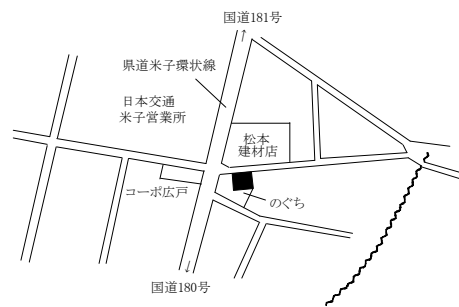 国道181号
県道米子環状線
日本交通
米子営業所
松本
建材店
コーポ広戸
のぐち
国道180号